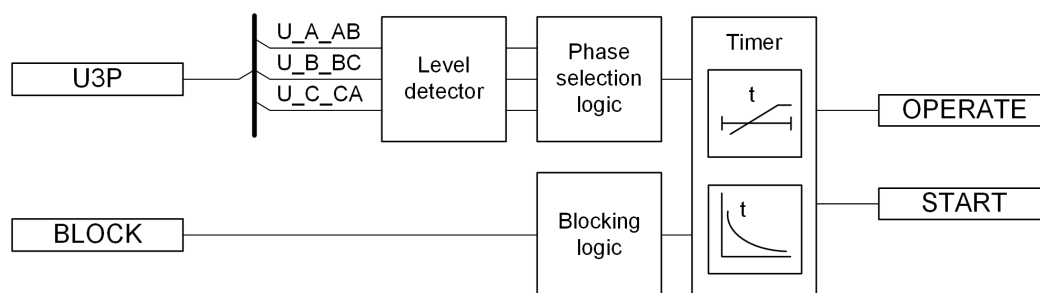 U3P
U_A_AB
U_B_BC
U_C_CA
Level
detector
Phase
selection
logic
Timer
t
OPERATE
BLOCK
Blocking
logic
t
START